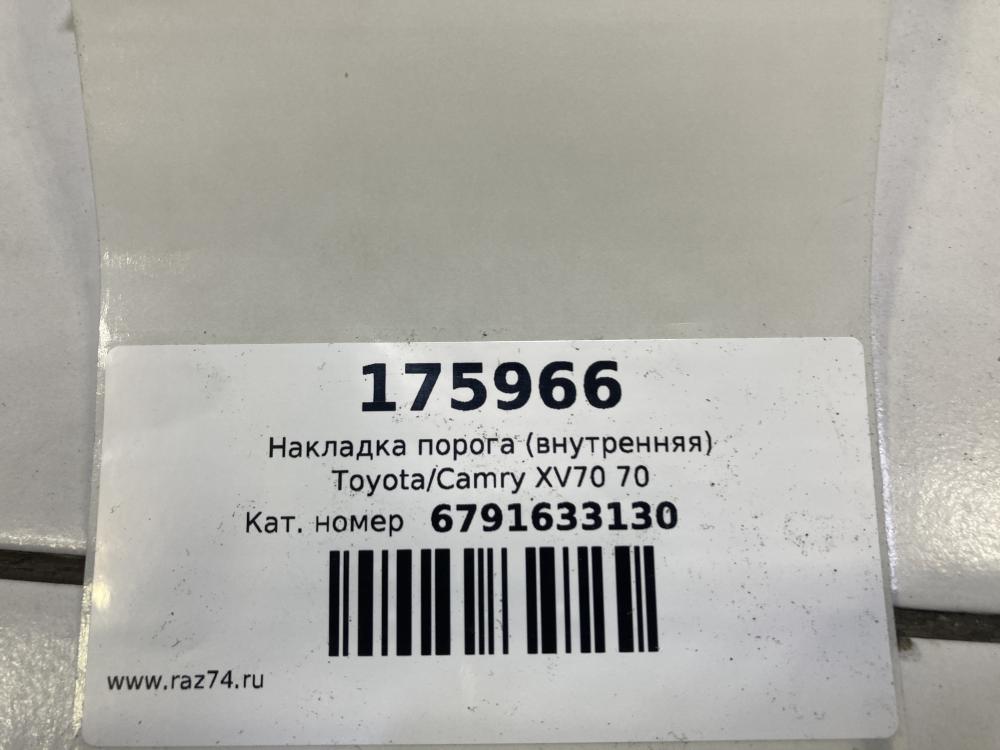 175966
Накладка порога (внутренняя)
Toyota/Camry XV70 70
Кат. номер 6791633130
www.raz74.ru